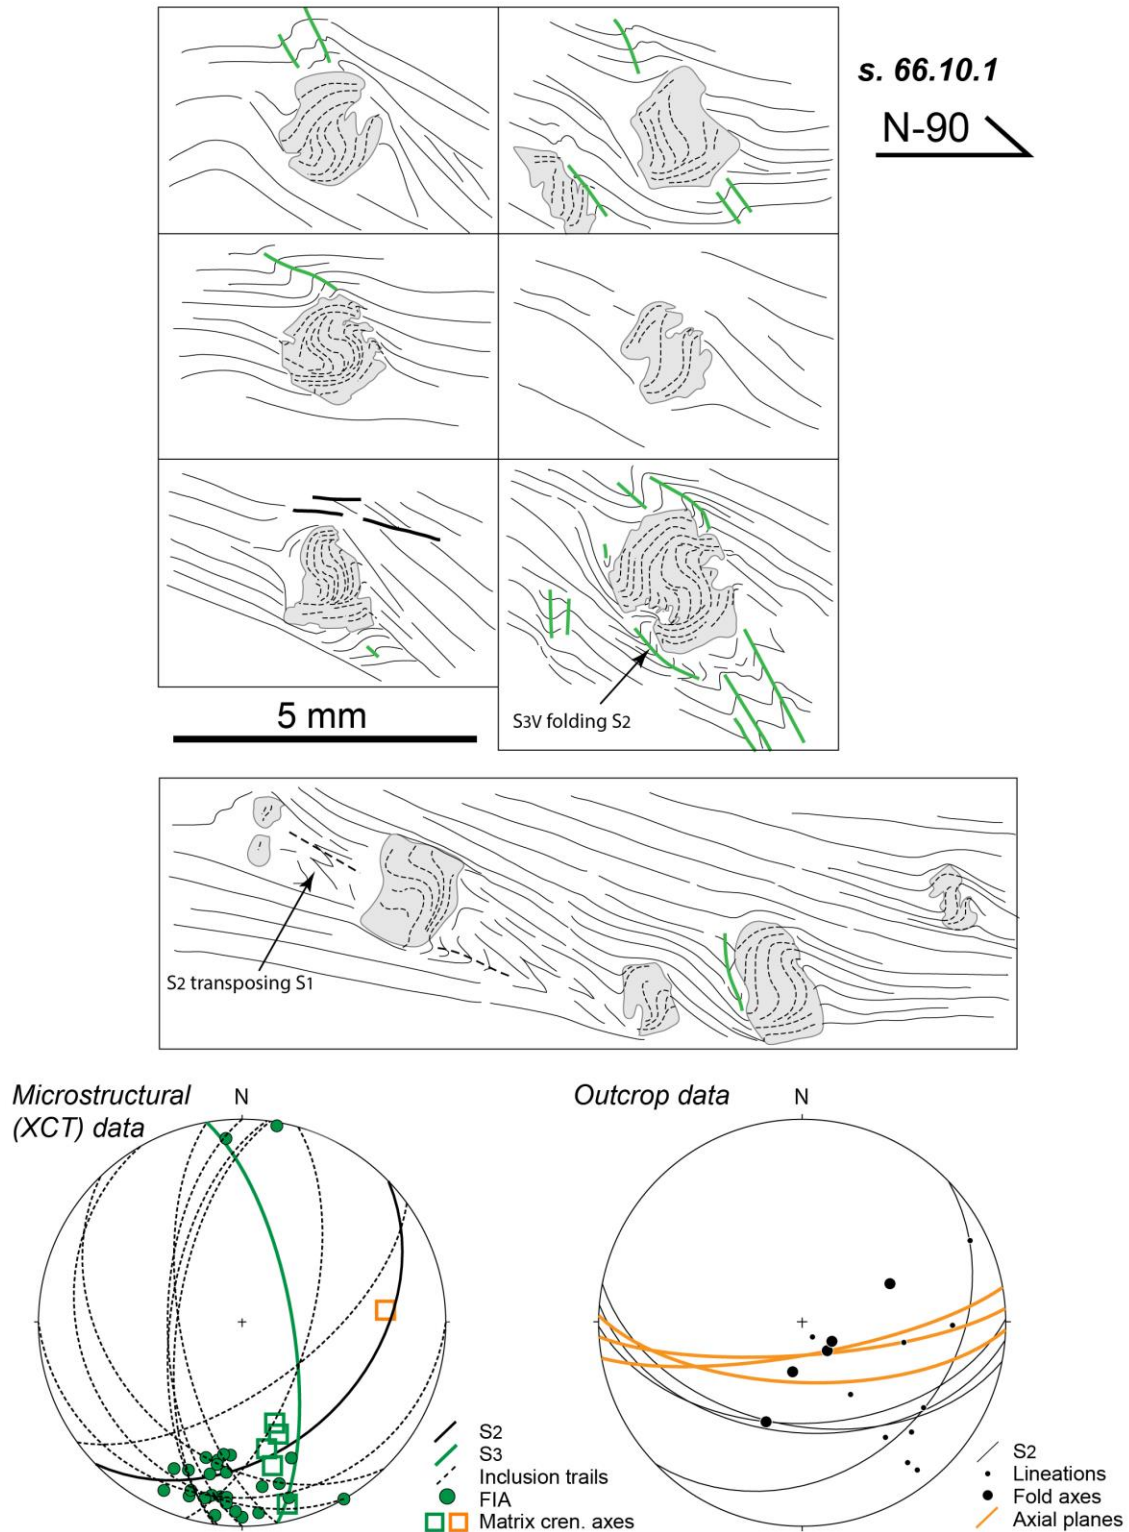 s. 66.10.1
N-90
5 mm
S3V folding S2
S2 transposing S1
Microstructural
(XCT) data
N
S2
S3
Inclusion trails
FIA
Matrix cren. axes
Outcrop data
N
S2
Lineations
Fold axes
Axial planes